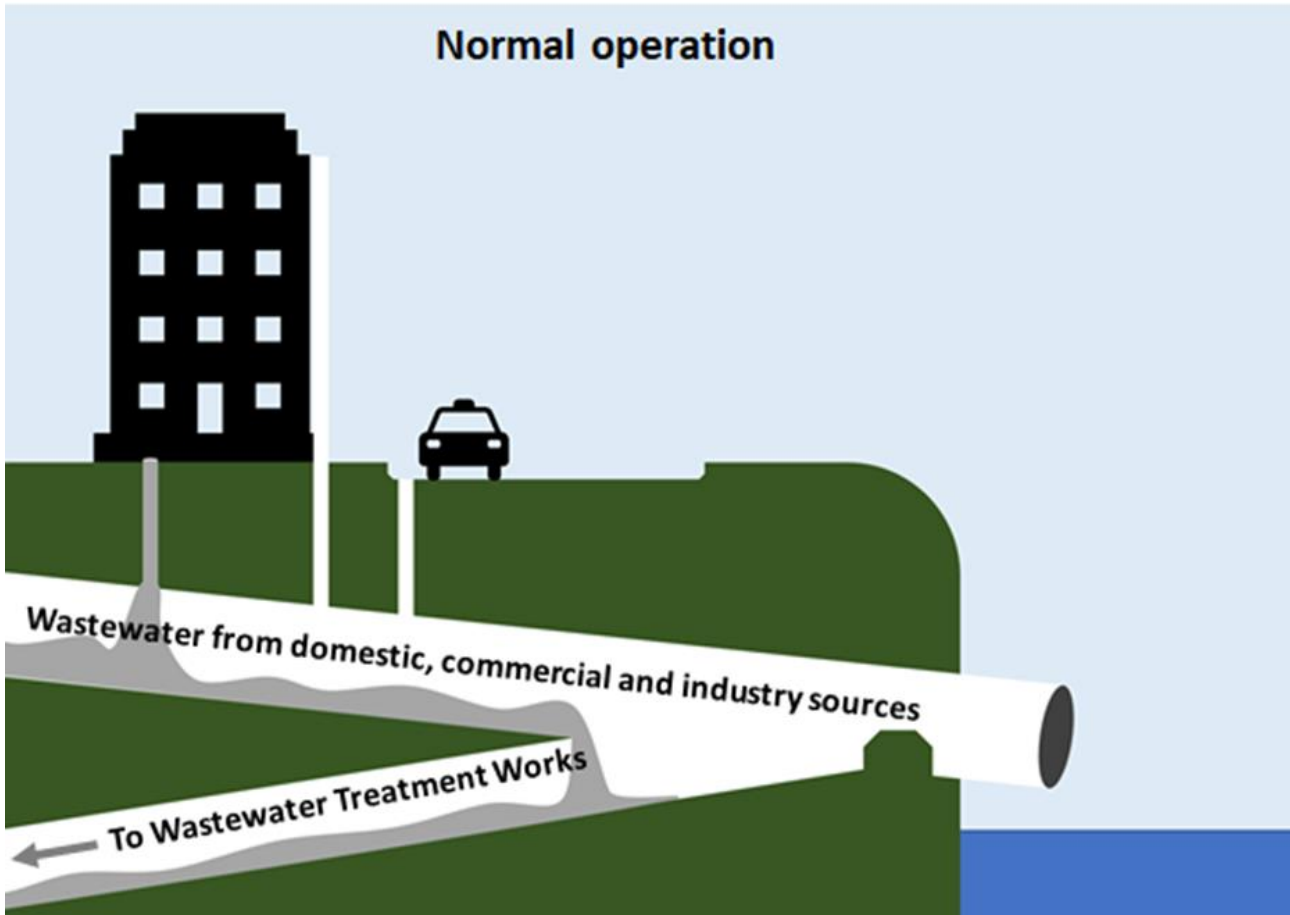 Normal operation
Wastewater from domestic, commercial and industry sources
To Wastewater Treatment Works